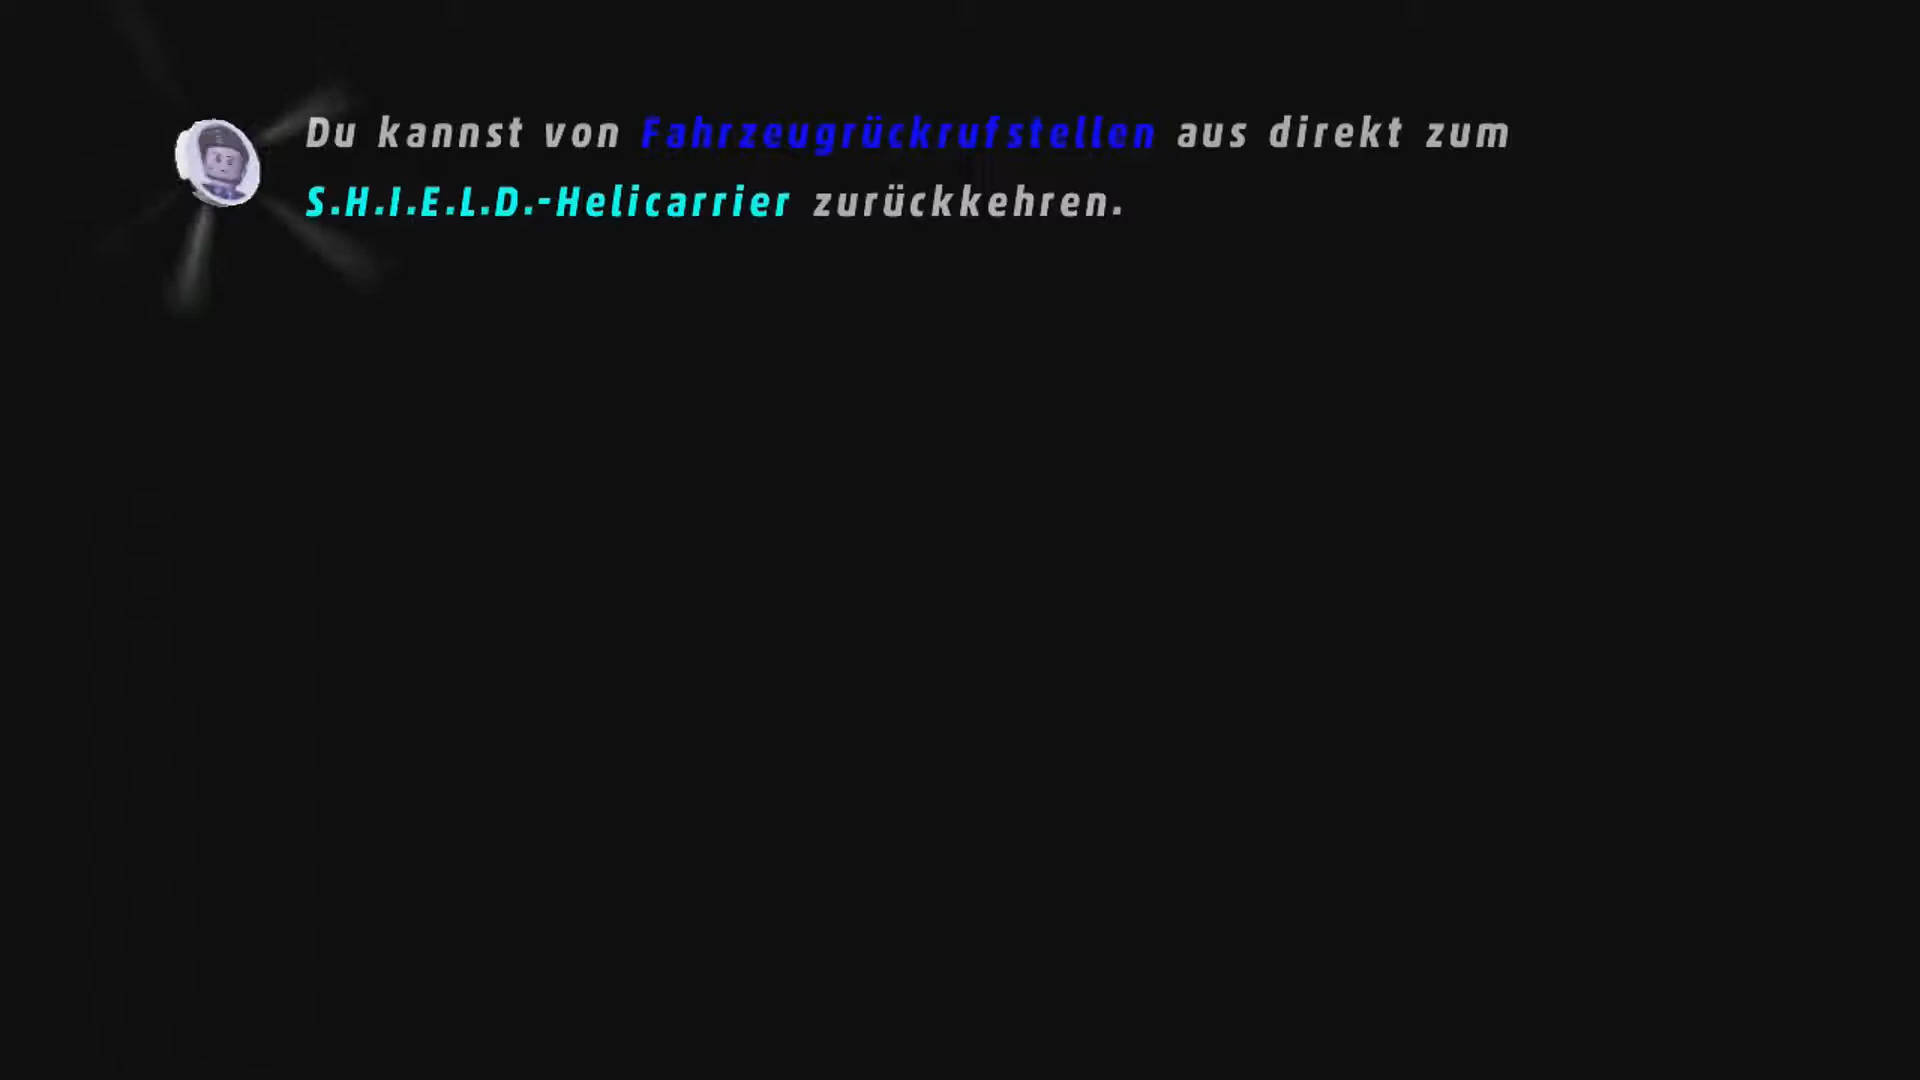 Du kannst von Fahrzeugrückrufstellen aus direkt zum
S.H.I.E.L.D.-Helicarrier zurückkehren.